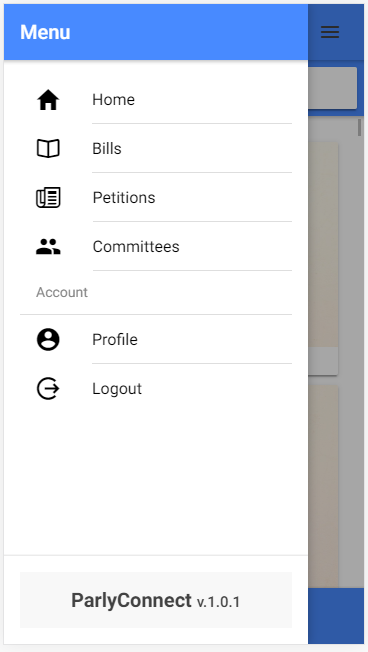 Menu
Home
Bills
Petitions
Committees
Account
Profile
Logout
ParlyConnect v.1.0.1